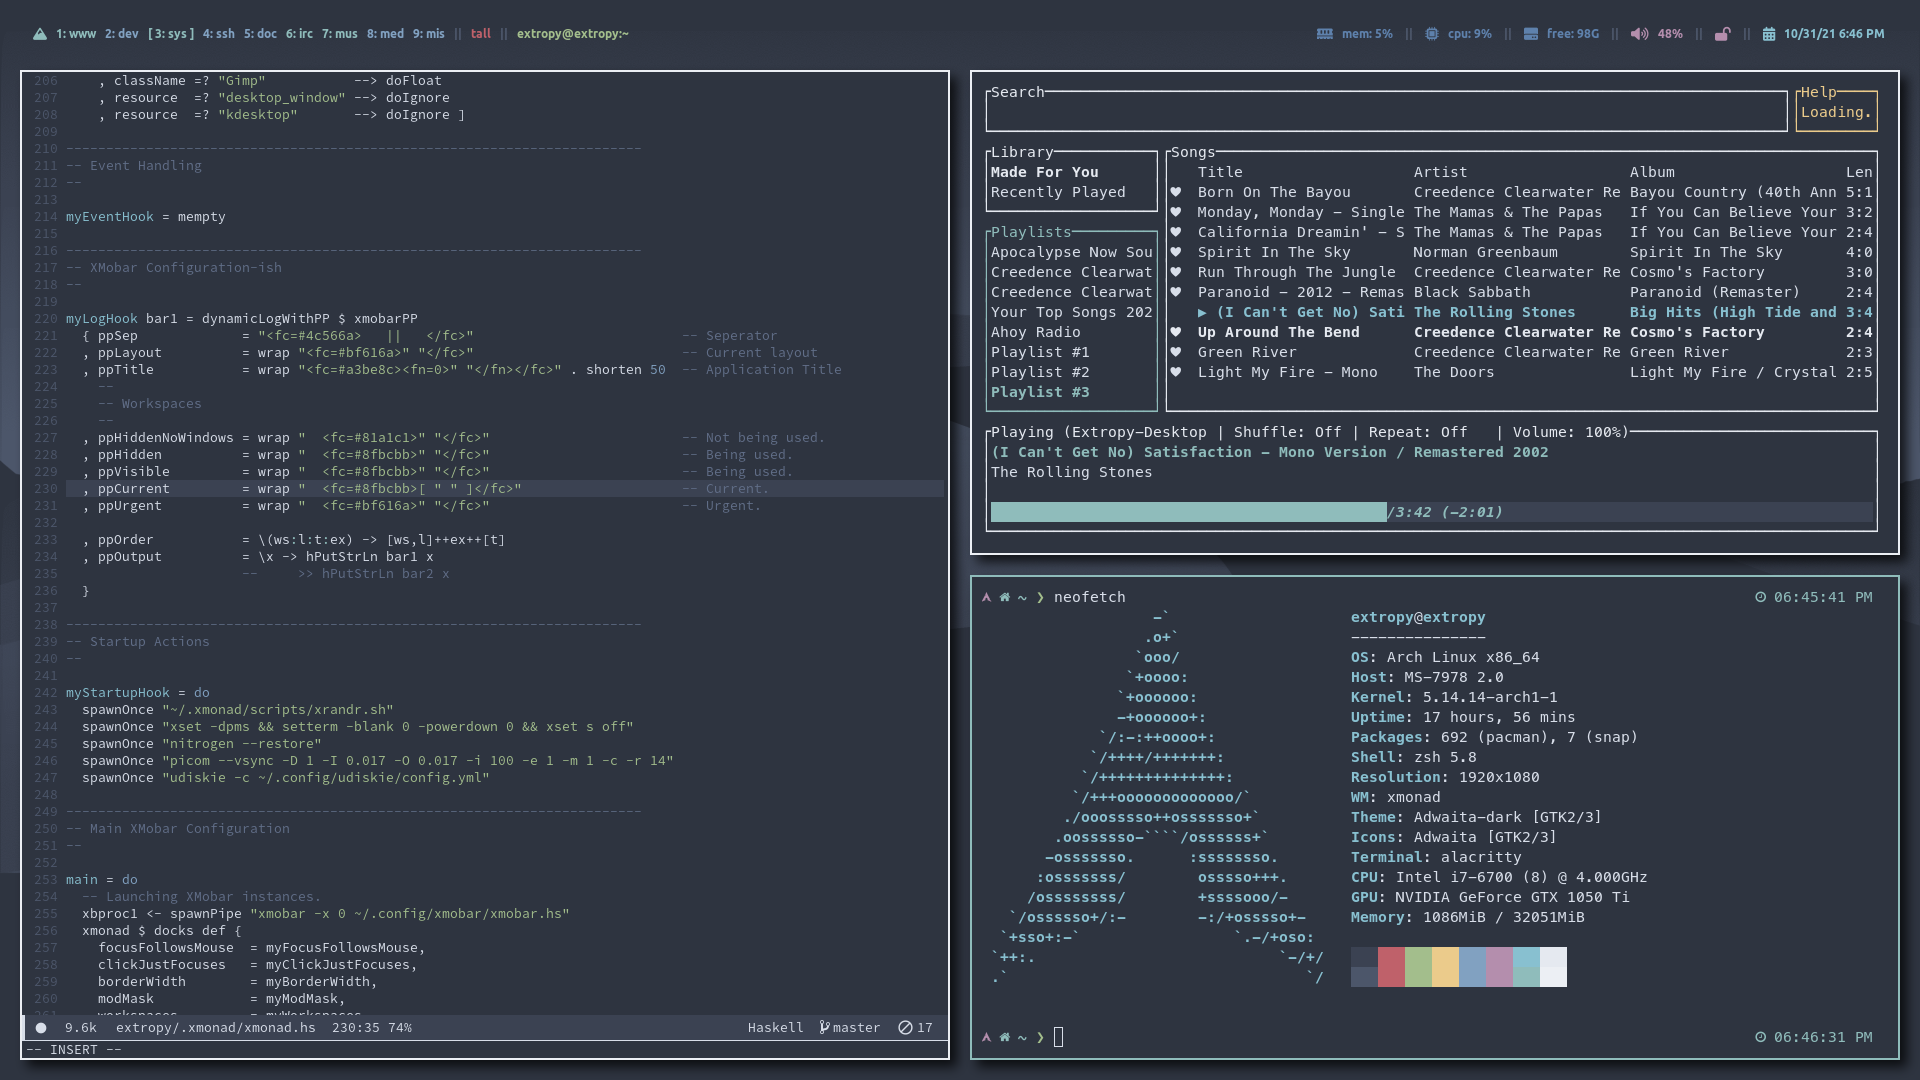 1: www 2: dev [ 3: sys ] 4: ssh 5: doc 6: irc 7: mus 8: med 9: mis || tall || extropy@extropy:~
mem: 5% || cpu: 9% || free: 98G || 48% || || 10/31/21 6:46 PM
206     , className =? "Gimp"           --> doFloat
207     , resource  =? "desktop_window" --> doIgnore
208     , resource  =? "kdesktop"       --> doIgnore ]
209
210 ------------------------------------------------------------------------
211 -- Event Handling
212 --
213
214 myEventHook = mempty
215
216 ------------------------------------------------------------------------
217 -- XMobar Configuration-ish
218 --
219
220 myLogHook bar1 = dynamicLogWithPP $ xmobarPP
221   { ppSep             = "<fc=#4c566a>   ||   </fc>"                          -- Seperator
222   , ppLayout          = wrap "<fc=#bf616a>" "</fc>"                          -- Current layout
223   , ppTitle           = wrap "<fc=#a3be8c><fn=0>" "</fn></fc>" . shorten 50  -- Application Title
224     --
225     -- Workspaces
226     --
227   , ppHiddenNoWindows = wrap "  <fc=#81a1c1>" "</fc>"                        -- Not being used.
228   , ppHidden          = wrap "  <fc=#8fbcbb>" "</fc>"                        -- Being used.
229   , ppVisible         = wrap "  <fc=#8fbcbb>" "</fc>"                        -- Being used.
230   , ppCurrent         = wrap "  <fc=#8fbcbb>[ " " ]</fc>"                    -- Current.
231   , ppUrgent          = wrap "  <fc=#bf616a>" "</fc>"                        -- Urgent.
232
233   , ppOrder           = \(ws:l:t:ex) -> [ws,l]++ex++[t]
234   , ppOutput          = \x -> hPutStrLn bar1 x
235                       --     >> hPutStrLn bar2 x
236   }
237
238 ------------------------------------------------------------------------
239 -- Startup Actions
240 --
241
242 myStartupHook = do
243   spawnOnce "~/.xmonad/scripts/xrandr.sh"
244   spawnOnce "xset -dpms && setterm -blank 0 -powerdown 0 && xset s off"
245   spawnOnce "nitrogen --restore"
246   spawnOnce "picom --vsync -D 1 -I 0.017 -O 0.017 -i 100 -e 1 -m 1 -c -r 14"
247   spawnOnce "udiskie -c ~/.config/udiskie/config.yml"
248
249 ------------------------------------------------------------------------
250 -- Main XMobar Configuration
251 --
252
253 main = do
254   -- Launching XMobar instances.
255   xbproc1 <- spawnPipe "xmobar -x 0 ~/.config/xmobar/xmobar.hs"
256   xmonad $ docks def {
257     focusFollowsMouse  = myFocusFollowsMouse,
258     clickJustFocuses   = myClickJustFocuses,
259     borderWidth        = myBorderWidth,
260     modMask            = myModMask,
9.6k extropy/.xmonad/xmonad.hs 230:35 74% Haskell master 17
-- INSERT --
Search
Help
Loading.
Library
Made For You
Recently Played
Playlists
Apocalypse Now Sou
Creedence Clearwat
Creedence Clearwat
Your Top Songs 202
Ahoy Radio
Playlist #1
Playlist #2
Playlist #3
Songs
Title Artist Album Len
♥ Born On The Bayou Creedence Clearwater Re Bayou Country (40th Ann 5:1
♥ Monday, Monday - Single The Mamas & The Papas If You Can Believe Your 3:2
♥ California Dreamin' - S The Mamas & The Papas If You Can Believe Your 2:4
♥ Spirit In The Sky Norman Greenbaum Spirit In The Sky 4:0
♥ Run Through The Jungle Creedence Clearwater Re Cosmo's Factory 3:0
♥ Paranoid - 2012 - Remas Black Sabbath Paranoid (Remaster) 2:4
▶ (I Can't Get No) Sati The Rolling Stones Big Hits (High Tide and 3:4
♥ Up Around The Bend Creedence Clearwater Re Cosmo's Factory 2:4
♥ Green River Creedence Clearwater Re Green River 2:3
♥ Light My Fire - Mono The Doors Light My Fire / Crystal 2:5
Playing (Extropy-Desktop | Shuffle: Off | Repeat: Off   | Volume: 100%)
(I Can't Get No) Satisfaction - Mono Version / Remastered 2002
The Rolling Stones
/3:42 (-2:01)
~ ❯ neofetch 06:45:41 PM
                  -`                     extropy@extropy
                 .o+`                    ---------------
                `ooo/                    OS: Arch Linux x86_64
               `+oooo:                   Host: MS-7978 2.0
              `+oooooo:                  Kernel: 5.14.14-arch1-1
              -+oooooo+:                 Uptime: 17 hours, 56 mins
            `/:-:++oooo+:                Packages: 692 (pacman), 7 (snap)
           `/++++/+++++++:               Shell: zsh 5.8
          `/++++++++++++++:              Resolution: 1920x1080
         `/+++ooooooooooooo/`            WM: xmonad
        ./ooosssso++osssssso+`           Theme: Adwaita-dark [GTK2/3]
       .oossssso-````/ossssss+`          Icons: Adwaita [GTK2/3]
      -osssssso.      :ssssssso.         Terminal: alacritty
     :osssssss/        osssso+++.        CPU: Intel i7-6700 (8) @ 4.000GHz
    /ossssssss/        +ssssooo/-        GPU: NVIDIA GeForce GTX 1050 Ti
  `/ossssso+/:-        -:/+osssso+-      Memory: 1086MiB / 32051MiB
 `+sso+:-`                 `.-/+oso:
`++:.                           `-/+/
.`                                 `/
~ ❯ 06:46:31 PM